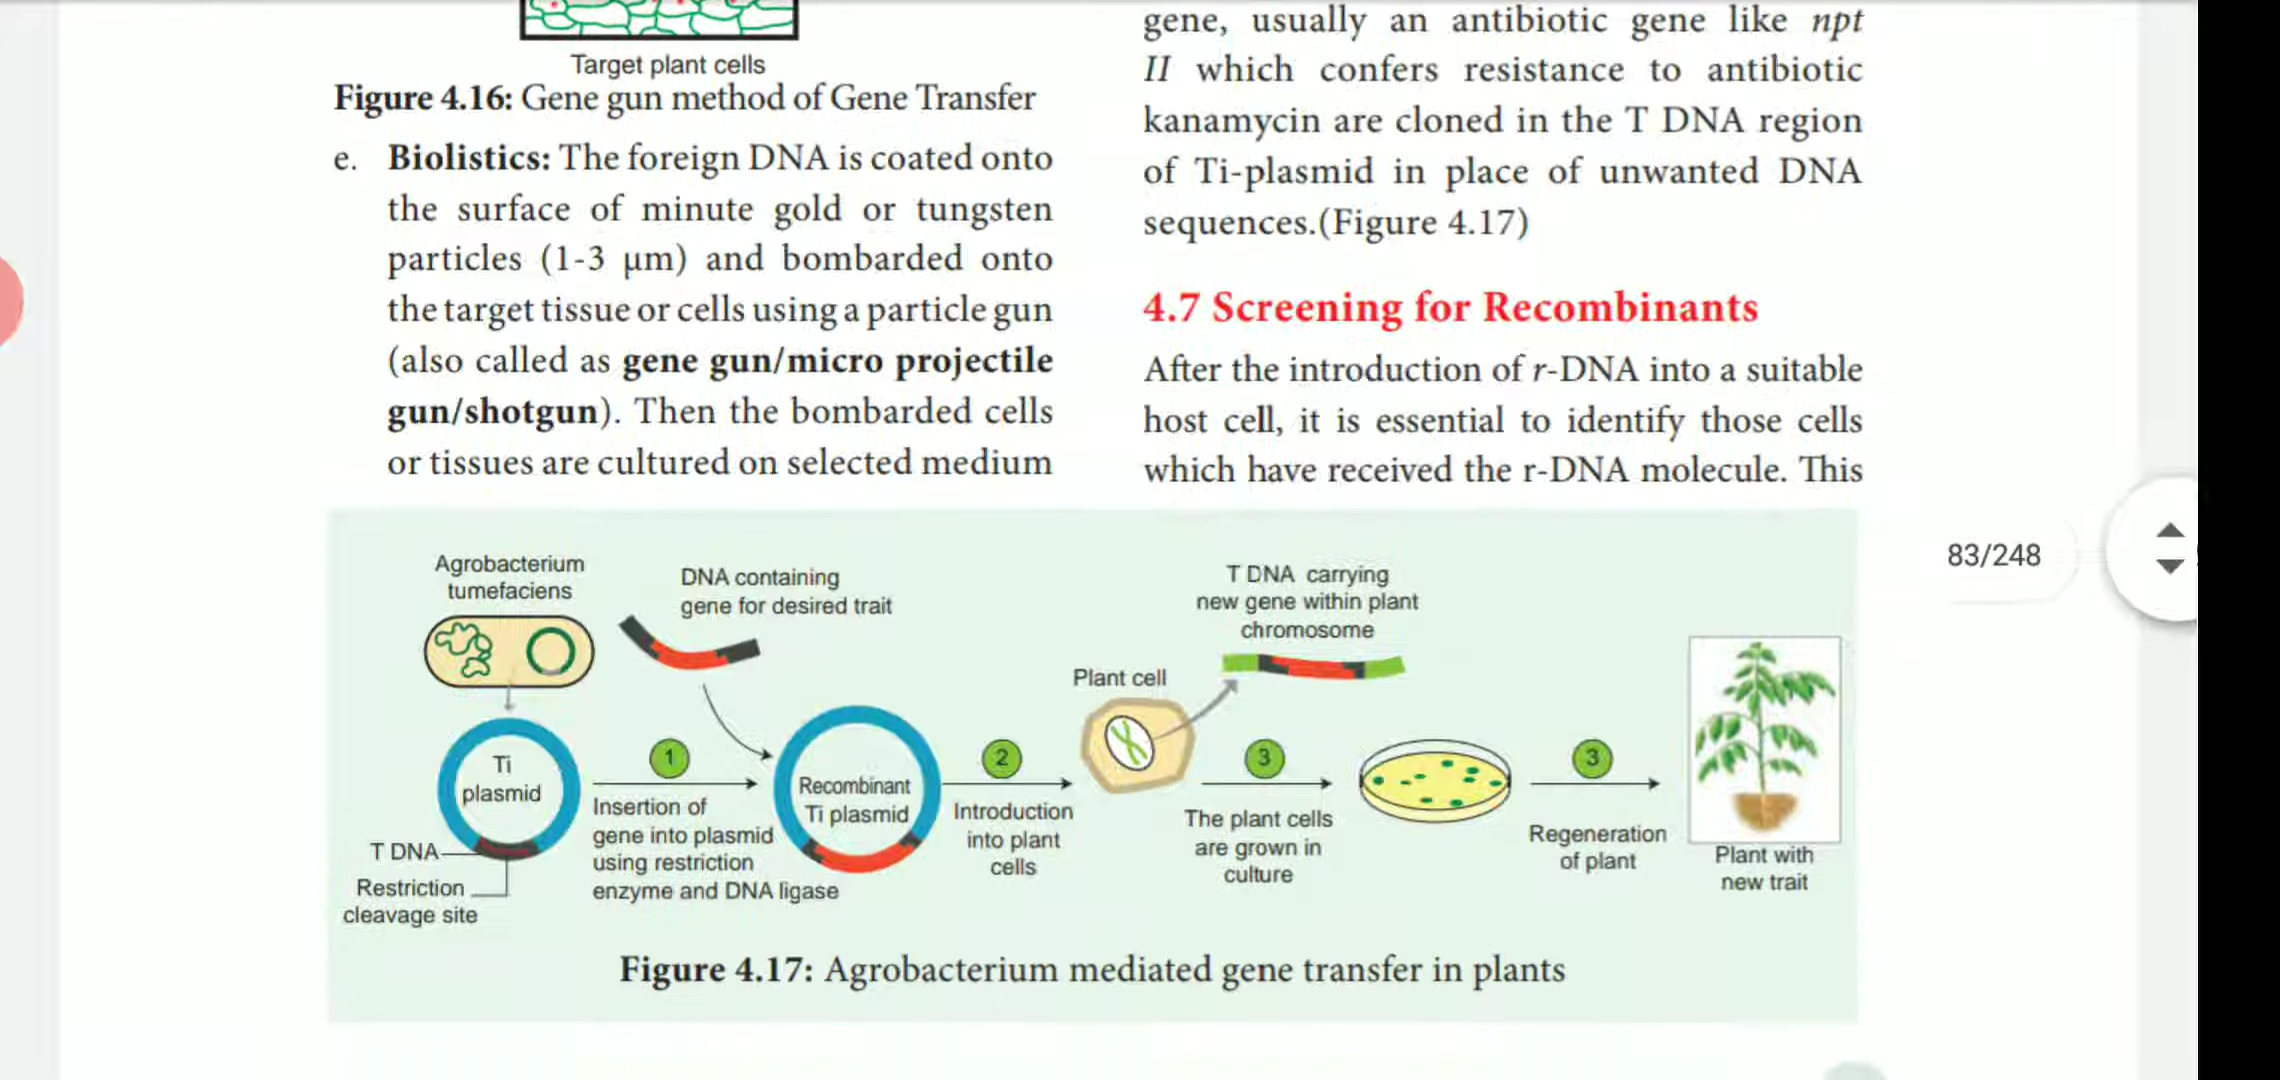 Target plant cells
Figure 4.16: Gene gun method of Gene Transfer
e. Biolistics: The foreign DNA is coated onto
the surface of minute gold or tungsten
particles (1-3 μm) and bombarded onto
the target tissue or cells using a particle gun
(also called as gene gun/micro projectile
gun/shotgun). Then the bombarded cells
or tissues are cultured on selected medium
gene, usually an antibiotic gene like npt
II which confers resistance to antibiotic
kanamycin are cloned in the T DNA region
of Ti-plasmid in place of unwanted DNA
sequences.(Figure 4.17)
4.7 Screening for Recombinants
After the introduction of r-DNA into a suitable
host cell, it is essential to identify those cells
which have received the r-DNA molecule. This
83/248
Agrobacterium
tumefaciens
DNA containing
gene for desired trait
T DNA carrying
new gene within plant
chromosome
Plant cell
Ti
plasmid
T DNA
Restriction
cleavage site
1
Insertion of
gene into plasmid
using restriction
enzyme and DNA ligase
Recombinant
Ti plasmid
2
Introduction
into plant
cells
3
The plant cells
are grown in
culture
3
Regeneration
of plant
Plant with
new trait
Figure 4.17: Agrobacterium mediated gene transfer in plants